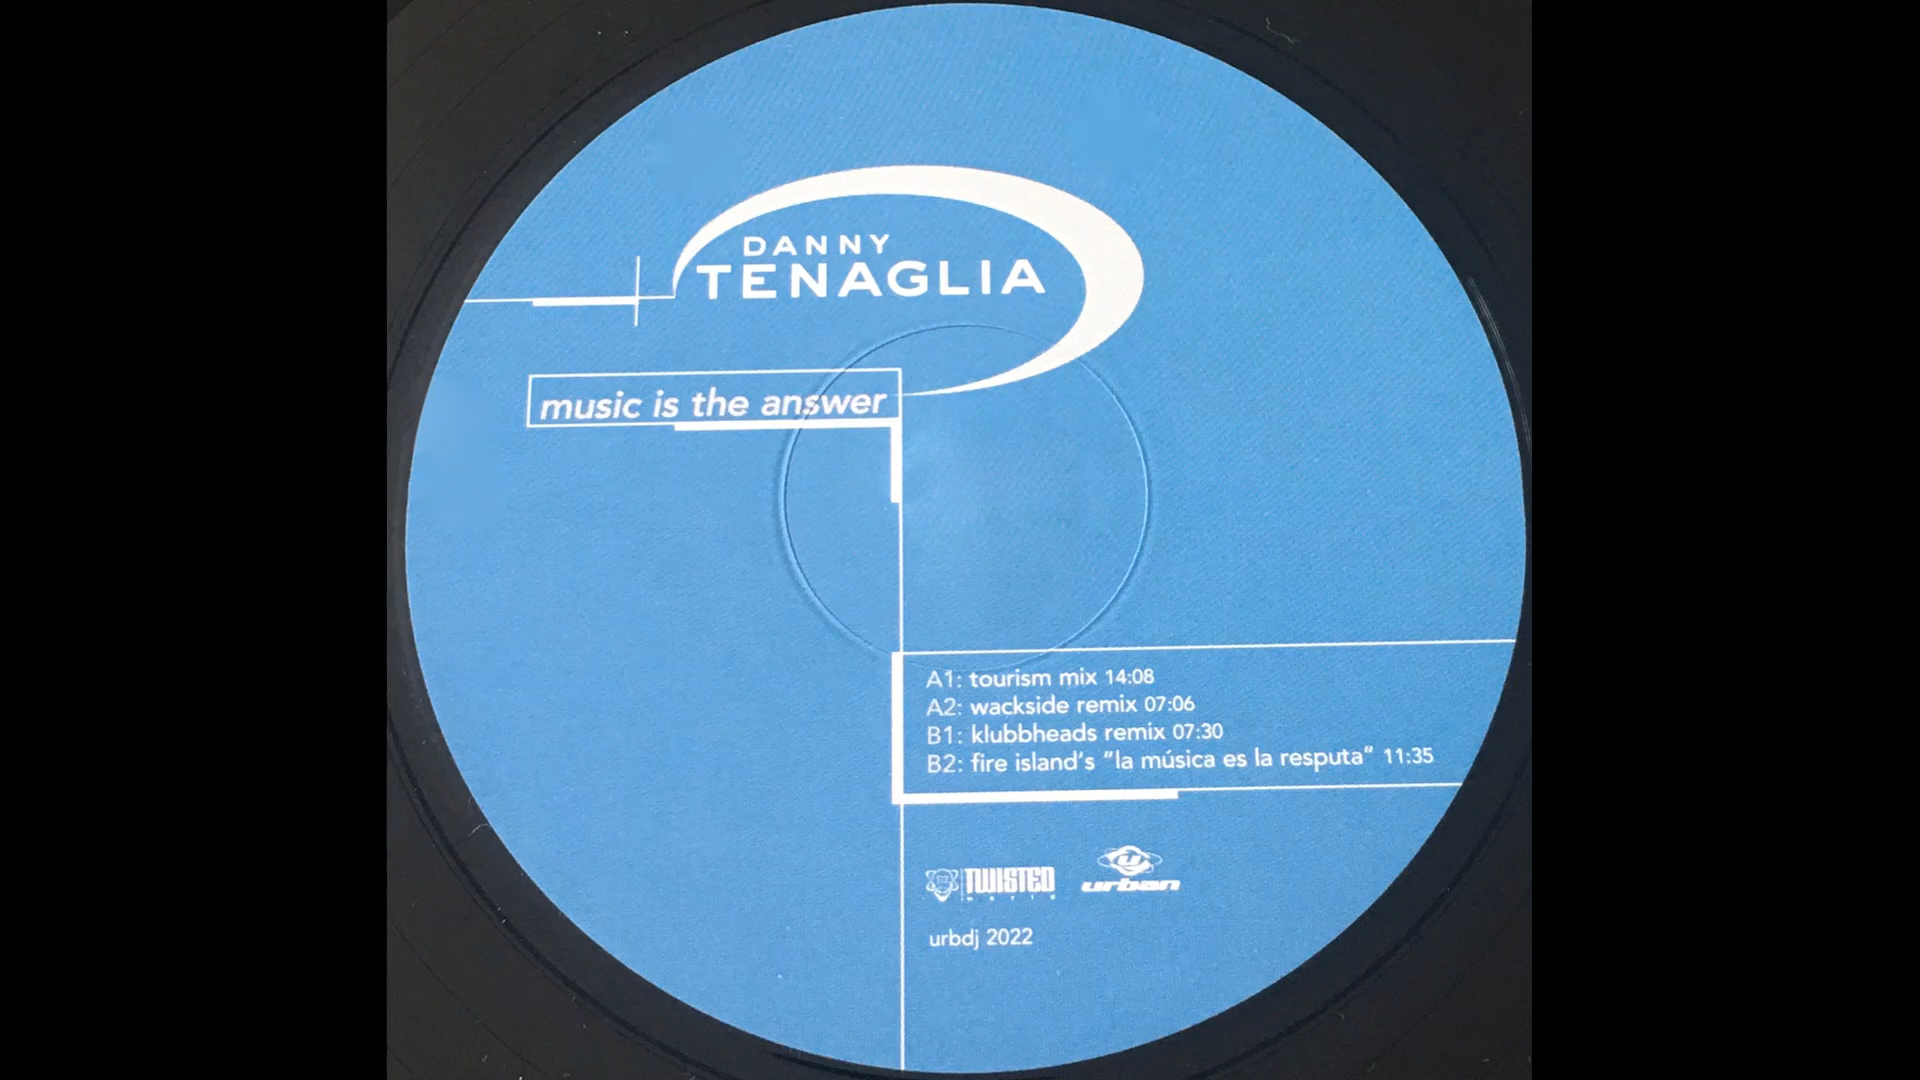 DANNY
TENAGLIA
music is the answer
A1: tourism mix 14:08
A2: wackside remix 07:06
B1: klubbheads remix 07:30
B2: fire island's "la música es la resputa" 11:35
TWISTED
urban
urbdj 2022